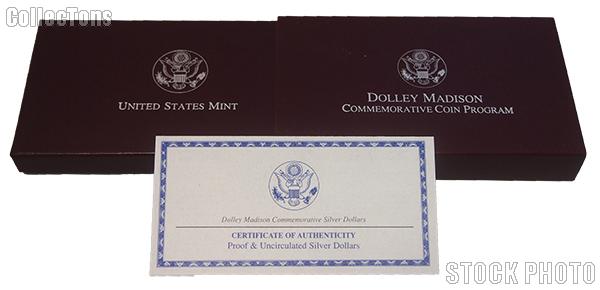 COLLECTONS
UNITED STATES MINT
DOLLEY MADISON
COMMEMORATIVE COIN PROGRAM
Dolley Madison Commemorative Silver Dollars
CERTIFICATE OF AUTHENTICITY
Proof & Uncirculated Silver Dollars
STOCK PHOTO